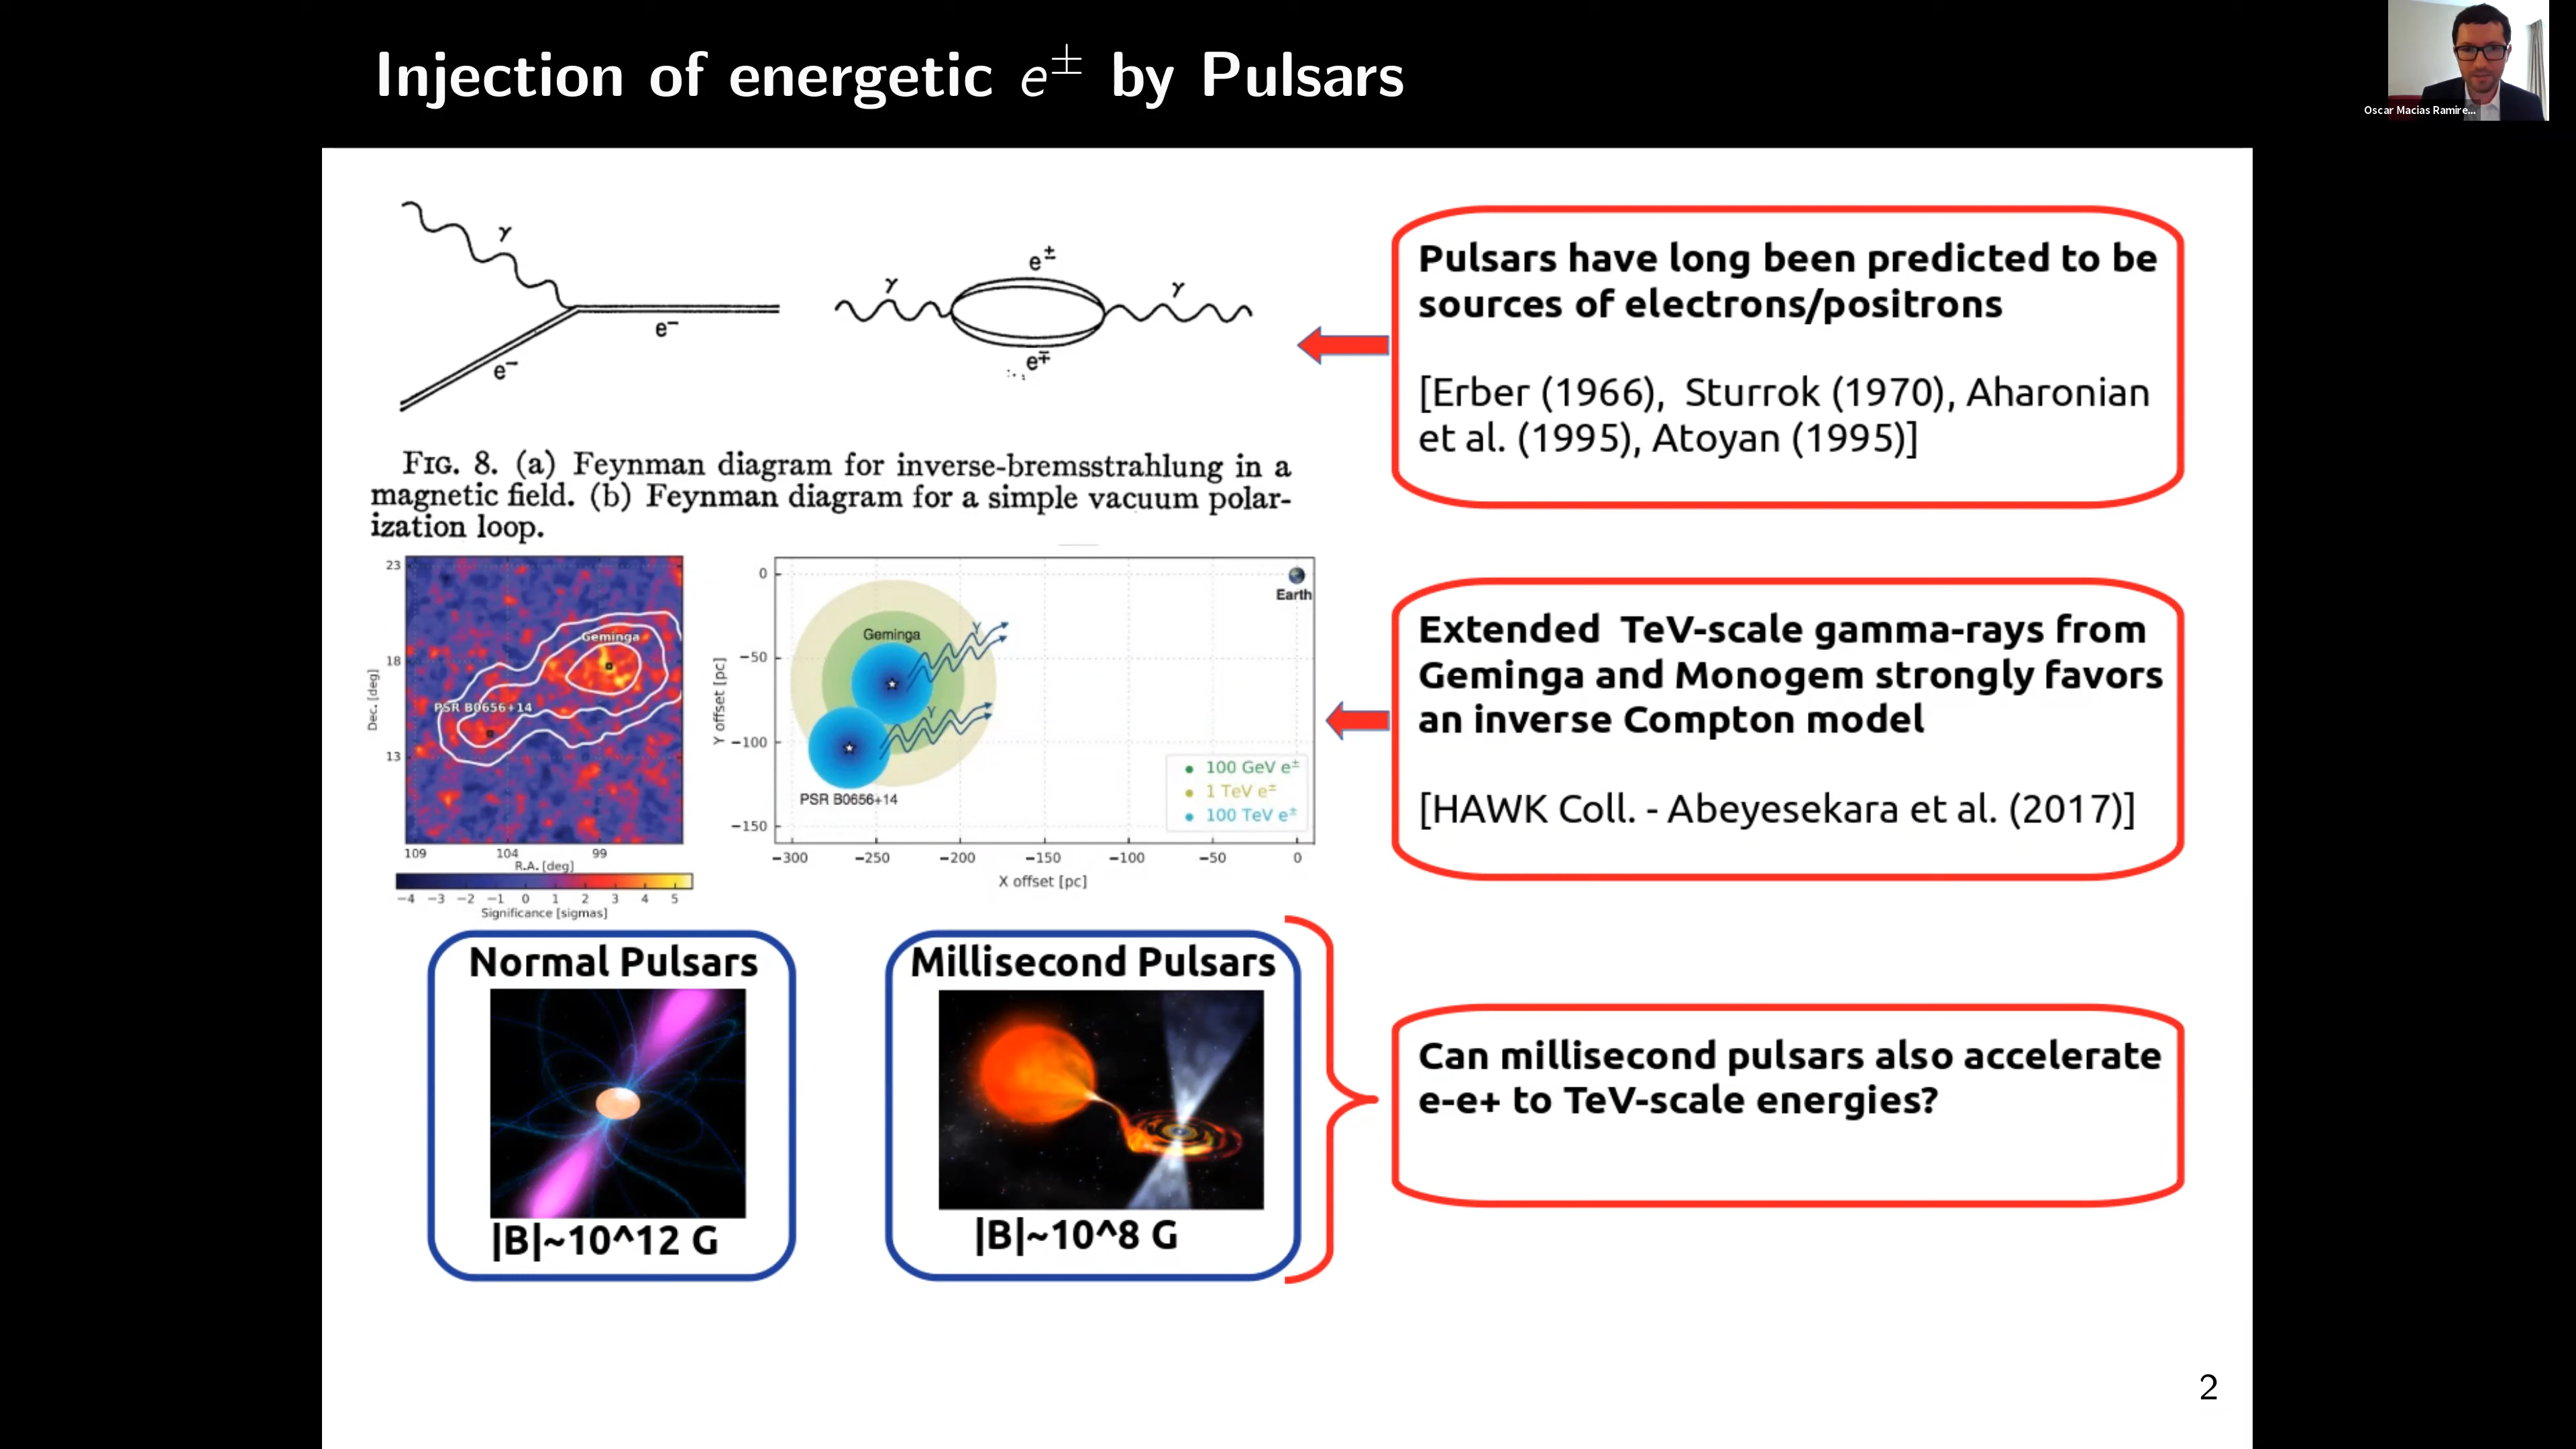 Injection of energetic e± by Pulsars
Oscar Macias Ramire...
γ
e⁻
e⁻
γ
e±
e∓
γ
FIG. 8. (a) Feynman diagram for inverse-bremsstrahlung in a
magnetic field. (b) Feynman diagram for a simple vacuum polar-
ization loop.
Pulsars have long been predicted to be
sources of electrons/positrons
[Erber (1966), Sturrok (1970), Aharonian
et al. (1995), Atoyan (1995)]
23
18
13
Dec. [deg]
Geminga
PSR B0656+14
109 104 99
R.A. [deg]
−4 −3 −2 −1 0 1 2 3 4 5
Significance [sigmas]
0
−50
−100
−150
Y offset [pc]
Earth
Geminga
γ
γ
PSR B0656+14
100 GeV e±
1 TeV e±
100 TeV e±
−300 −250 −200 −150 −100 −50 0
X offset [pc]
Extended TeV-scale gamma-rays from
Geminga and Monogem strongly favors
an inverse Compton model
[HAWK Coll. - Abeyesekara et al. (2017)]
Normal Pulsars
|B|~10^12 G
Millisecond Pulsars
|B|~10^8 G
Can millisecond pulsars also accelerate
e-e+ to TeV-scale energies?
2